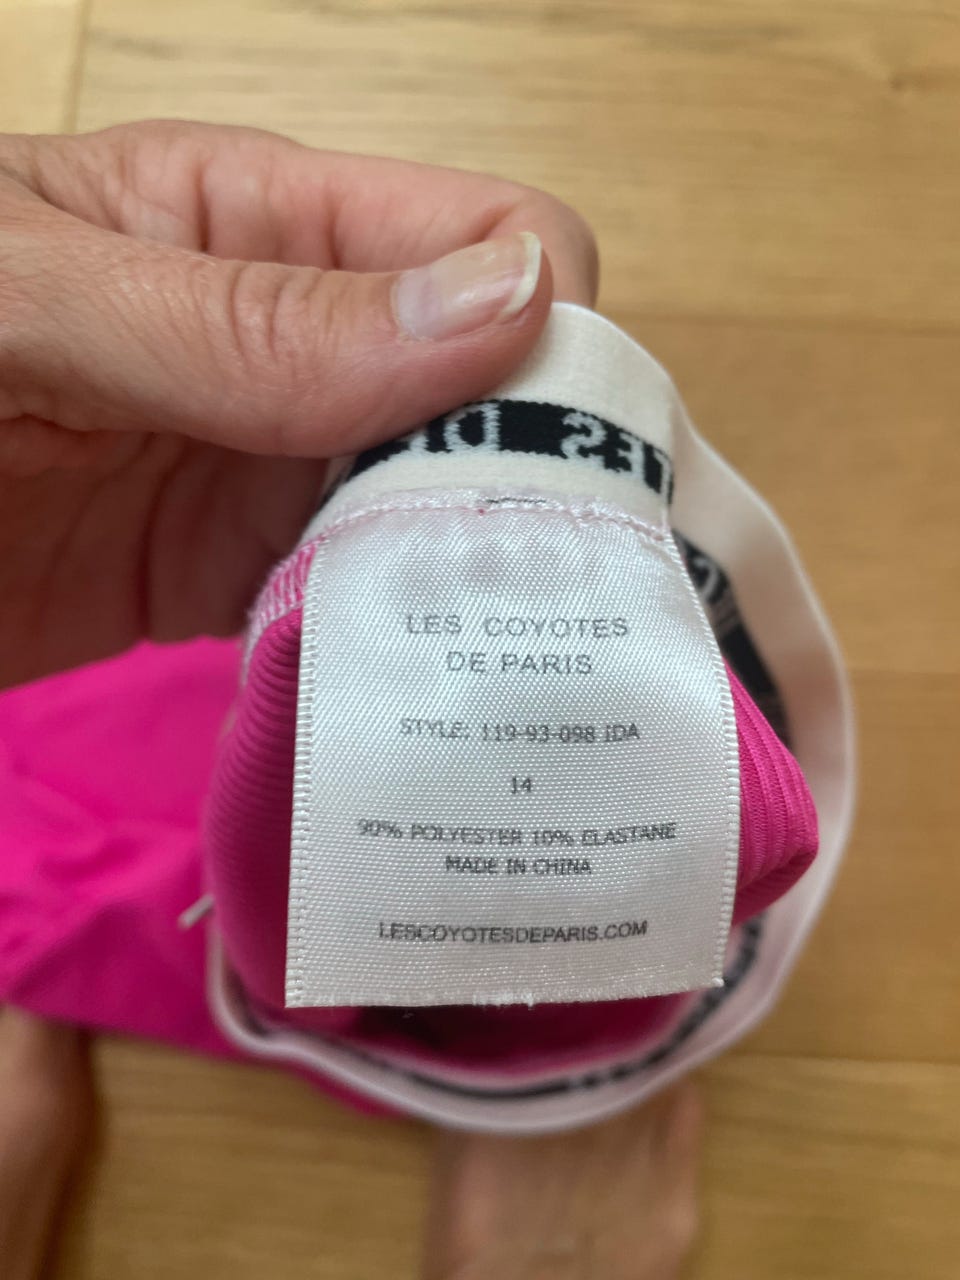 LES COYOTES
DE PARIS
STYLE: 119-93-098 IDA
14
90% POLYESTER 10% ELASTANE
MADE IN CHINA
LESCOYOTESDEPARIS.COM